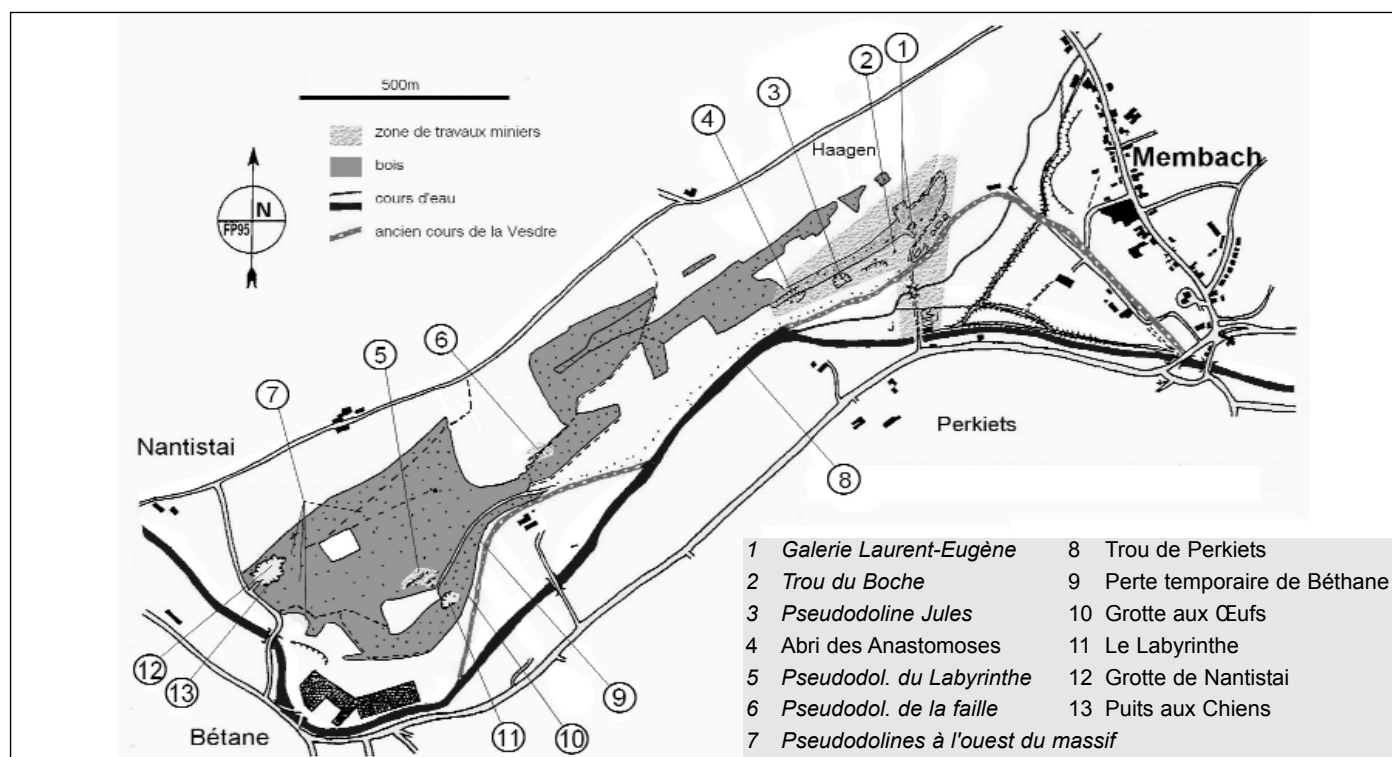 500m
zone de travaux miniers
bois
cours d'eau
ancien cours de la Vesdre
N
FP95
1
2
3
4
Haagen
Membach
5
6
7
Nantistai
8
Perkiets
12
13
Bétane
11
10
9
1 Galerie Laurent-Eugène
2 Trou du Boche
3 Pseudodoline Jules
4 Abri des Anastomoses
5 Pseudodol. du Labyrinthe
6 Pseudodol. de la faille
7 Pseudodolines à l'ouest du massif
8 Trou de Perkiets
9 Perte temporaire de Béthane
10 Grotte aux Œufs
11 Le Labyrinthe
12 Grotte de Nantistai
13 Puits aux Chiens